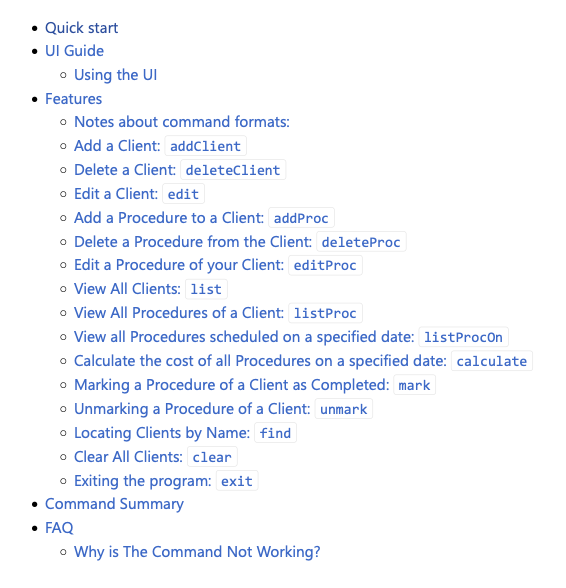 Quick start
UI Guide
Using the UI
Features
Notes about command formats:
Add a Client: addClient
Delete a Client: deleteClient
Edit a Client: edit
Add a Procedure to a Client: addProc
Delete a Procedure from the Client: deleteProc
Edit a Procedure of your Client: editProc
View All Clients: list
View All Procedures of a Client: listProc
View all Procedures scheduled on a specified date: listProcOn
Calculate the cost of all Procedures on a specified date: calculate
Marking a Procedure of a Client as Completed: mark
Unmarking a Procedure of a Client: unmark
Locating Clients by Name: find
Clear All Clients: clear
Exiting the program: exit
Command Summary
FAQ
Why is The Command Not Working?